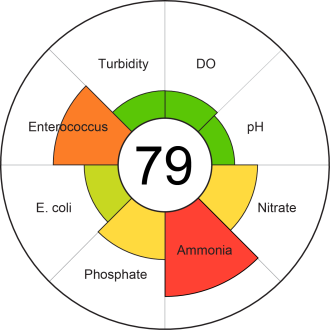 Turbidity
DO
Enterococcus
pH
79
E. coli
Nitrate
Ammonia
Phosphate